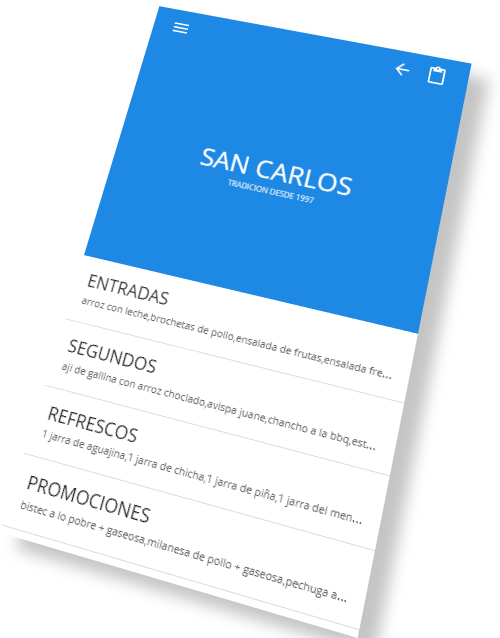 SAN CARLOS
TRADICION DESDE 1997
ENTRADAS
arroz con leche,brochetas de pollo,ensalada de frutas,ensalada fre...
SEGUNDOS
aji de gallina con arroz choclado,avispa juane,chancho a la bbq,est...
REFRESCOS
1 jarra de aguajina,1 jarra de chicha,1 jarra de piña,1 jarra del men...
PROMOCIONES
bistec a lo pobre + gaseosa,milanesa de pollo + gaseosa,pechuga a...